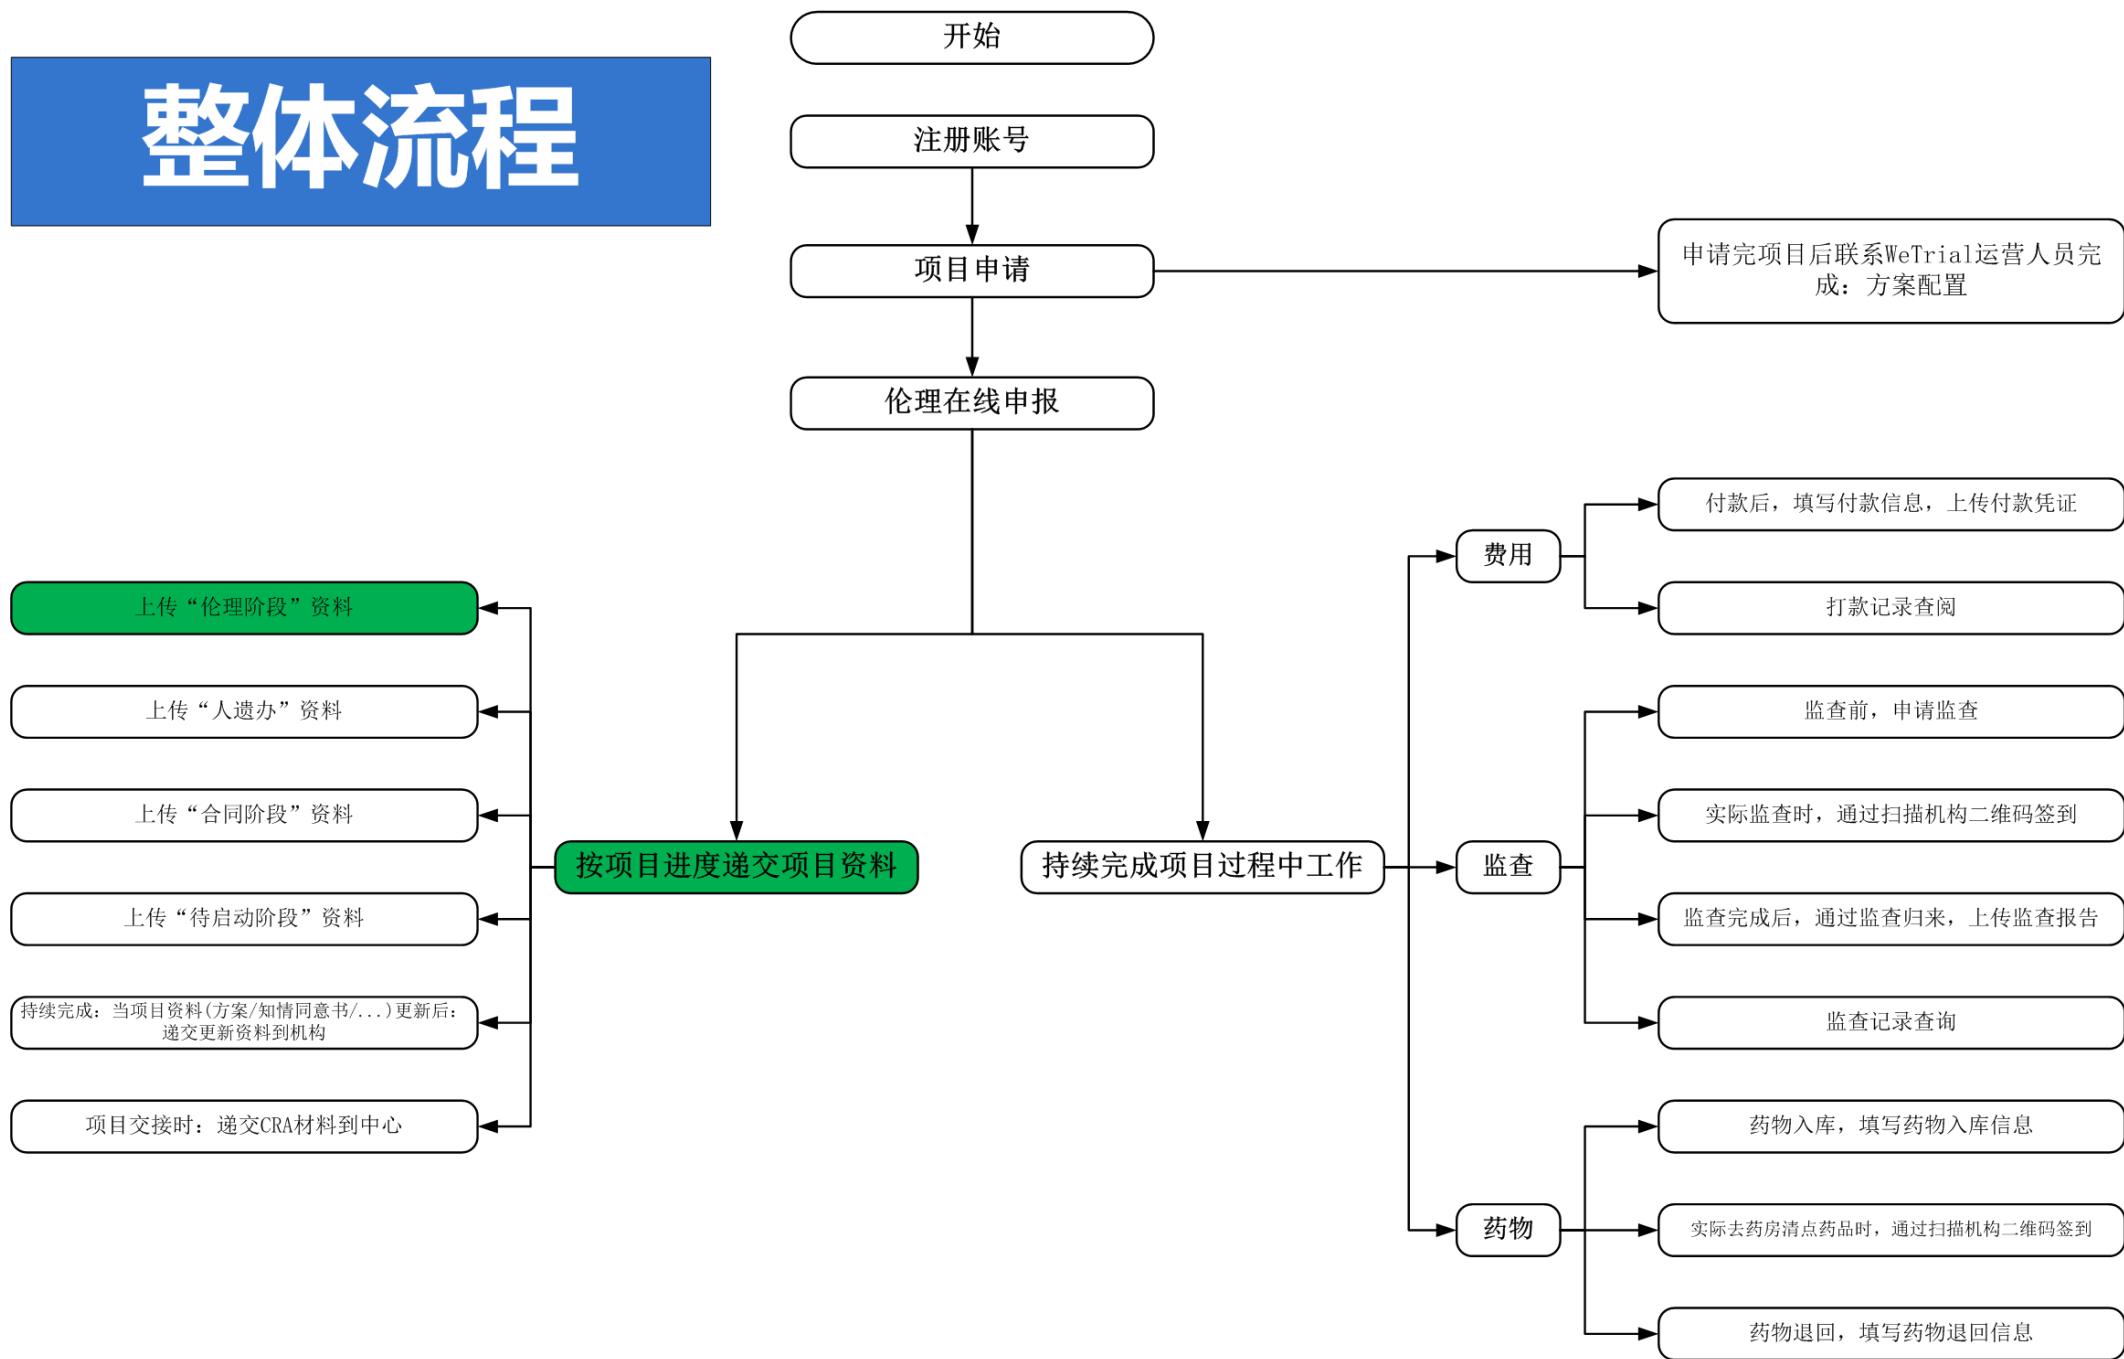 整体流程
开始
注册账号
项目申请
申请完项目后联系WeTrial运营人员完
成：方案配置
伦理在线申报
按项目进度递交项目资料
上传“伦理阶段”资料
上传“人遗办”资料
上传“合同阶段”资料
上传“待启动阶段”资料
持续完成：当项目资料(方案/知情同意书/...)更新后：
递交更新资料到机构
项目交接时：递交CRA材料到中心
持续完成项目过程中工作
费用
付款后，填写付款信息，上传付款凭证
打款记录查阅
监查
监查前，申请监查
实际监查时，通过扫描机构二维码签到
监查完成后，通过监查归来，上传监查报告
监查记录查询
药物
药物入库，填写药物入库信息
实际去药房清点药品时，通过扫描机构二维码签到
药物退回，填写药物退回信息